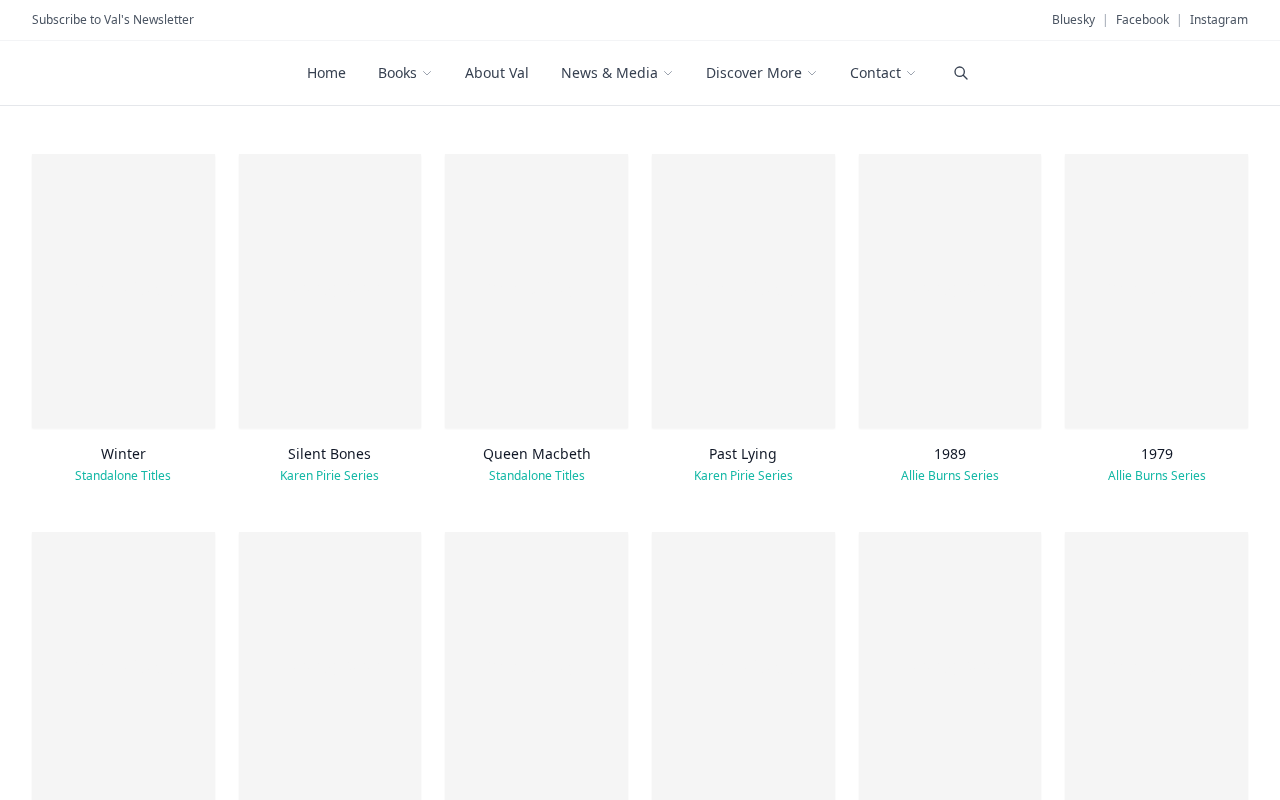 Subscribe to Val's Newsletter
Bluesky | Facebook | Instagram
Home Books About Val News & Media Discover More Contact
Winter
Standalone Titles
Silent Bones
Karen Pirie Series
Queen Macbeth
Standalone Titles
Past Lying
Karen Pirie Series
1989
Allie Burns Series
1979
Allie Burns Series